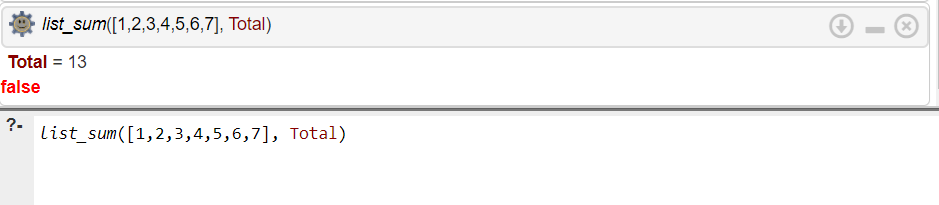 list_sum([1,2,3,4,5,6,7], Total)
Total = 13
false
?- list_sum([1,2,3,4,5,6,7], Total)